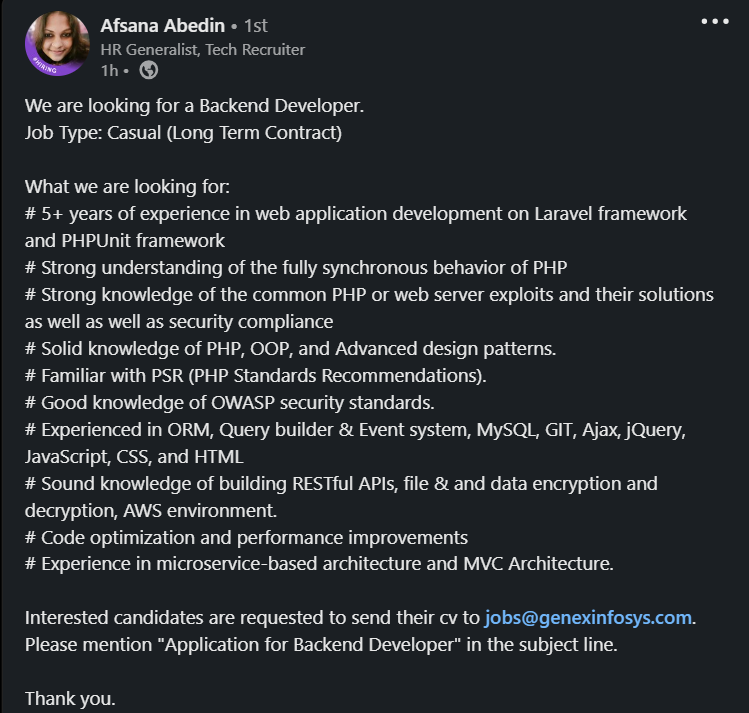 Afsana Abedin • 1st
HR Generalist, Tech Recruiter
1h •
#HIRING
We are looking for a Backend Developer.
Job Type: Casual (Long Term Contract)
What we are looking for:
# 5+ years of experience in web application development on Laravel framework
and PHPUnit framework
# Strong understanding of the fully synchronous behavior of PHP
# Strong knowledge of the common PHP or web server exploits and their solutions
as well as well as security compliance
# Solid knowledge of PHP, OOP, and Advanced design patterns.
# Familiar with PSR (PHP Standards Recommendations).
# Good knowledge of OWASP security standards.
# Experienced in ORM, Query builder & Event system, MySQL, GIT, Ajax, jQuery,
JavaScript, CSS, and HTML
# Sound knowledge of building RESTful APIs, file & and data encryption and
decryption, AWS environment.
# Code optimization and performance improvements
# Experience in microservice-based architecture and MVC Architecture.
Interested candidates are requested to send their cv to jobs@genexinfosys.com.
Please mention "Application for Backend Developer" in the subject line.
Thank you.